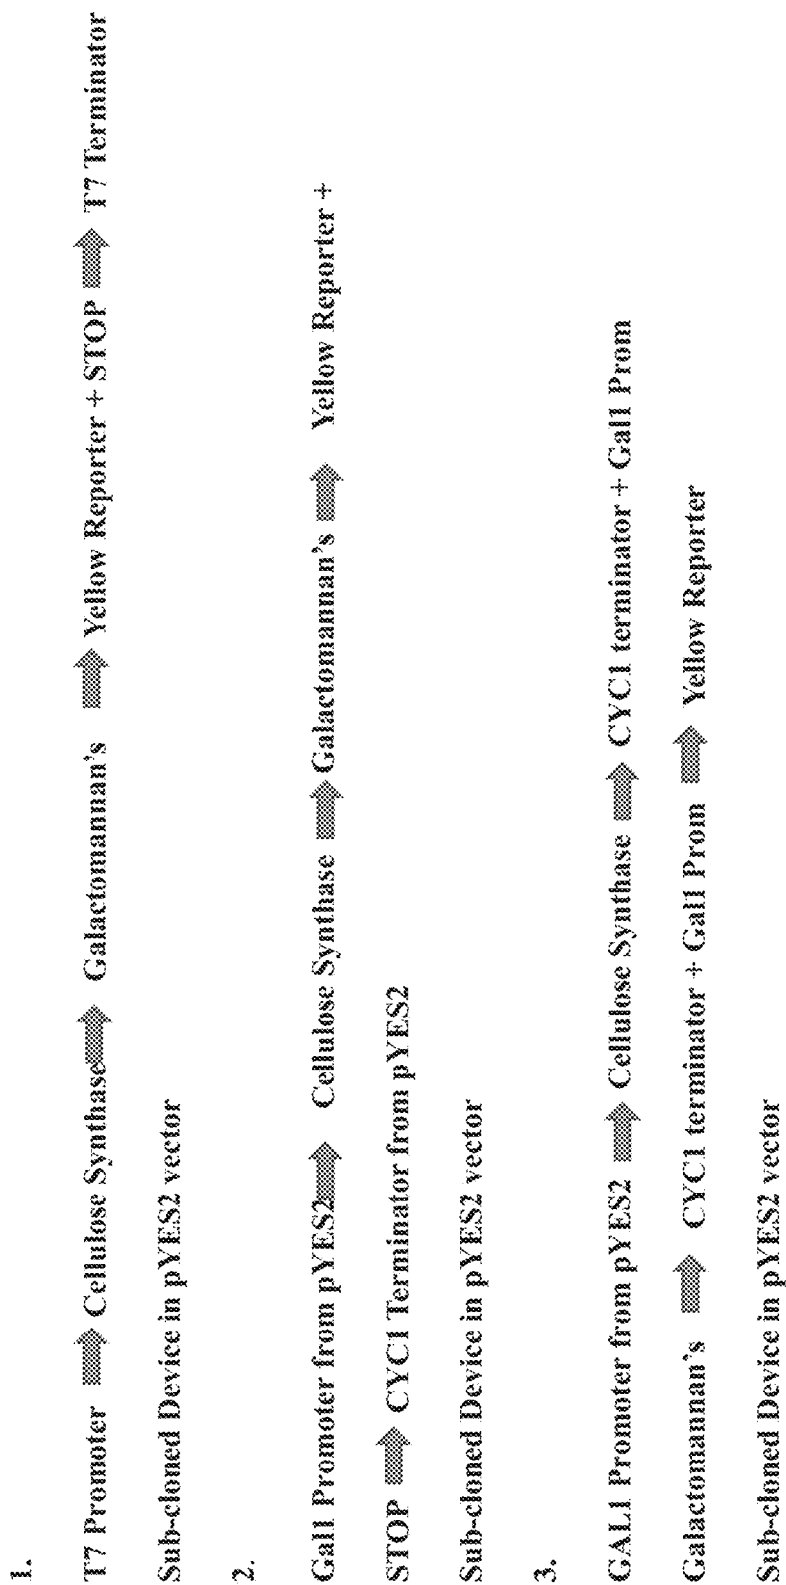 1.
T7 Promoter ➡ Cellulose Synthase ➡ Galactomannan's ➡ Yellow Reporter + STOP ➡ T7 Terminator
Sub-cloned Device in pYES2 vector
2.
Gal1 Promoter from pYES2 ➡ Cellulose Synthase ➡ Galactomannan's ➡ Yellow Reporter +
STOP ➡ CYC1 Terminator from pYES2
Sub-cloned Device in pYES2 vector
3.
GAL1 Promoter from pYES2 ➡ Cellulose Synthase ➡ CYC1 terminator + Gal1 Prom
Galactomannan's ➡ CYC1 terminator + Gal1 Prom ➡ Yellow Reporter
Sub-cloned Device in pYES2 vector